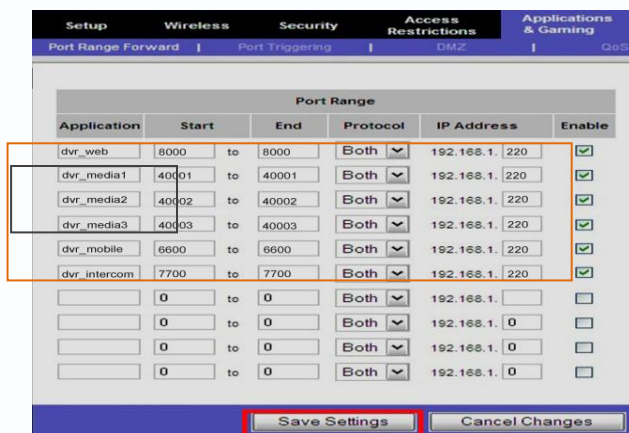 Setup Wireless Security Access Restrictions Applications & Gaming
Port Range Forward | Port Triggering | DMZ | QoS
Port Range
Application Start End Protocol IP Address Enable
dvr_web 8000 to 8000 Both 192.168.1. 220
dvr_media1 40001 to 40001 Both 192.168.1. 220
dvr_media2 40002 to 40002 Both 192.168.1. 220
dvr_media3 40003 to 40003 Both 192.168.1. 220
dvr_mobile 6600 to 6600 Both 192.168.1. 220
dvr_intercom 7700 to 7700 Both 192.168.1. 220
0 to 0 Both 192.168.1.
0 to 0 Both 192.168.1. 0
0 to 0 Both 192.168.1. 0
0 to 0 Both 192.168.1. 0
Save Settings Cancel Changes